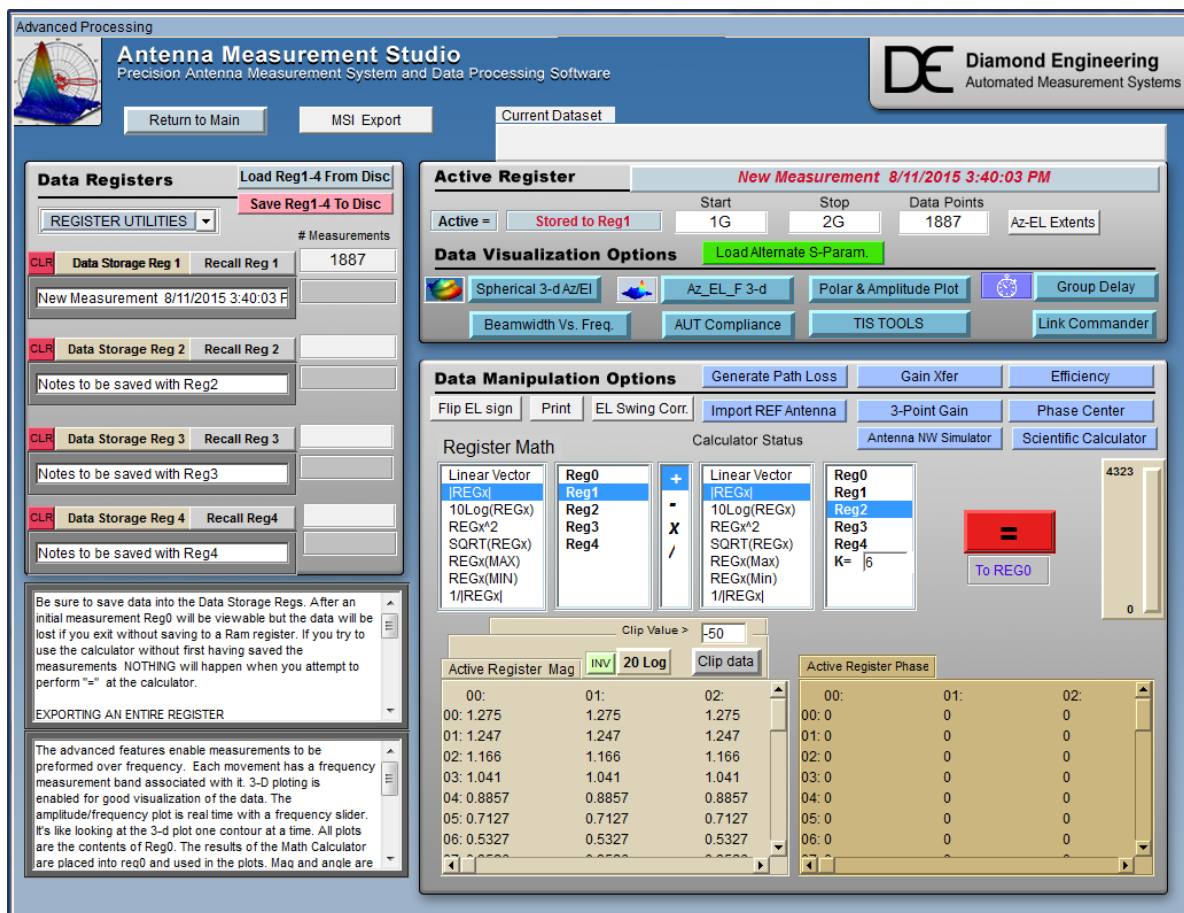 Advanced Processing
Antenna Measurement Studio
Precision Antenna Measurement System and Data Processing Software
DE
Diamond Engineering
Automated Measurement Systems
Return to Main
MSI Export
Current Dataset
Data Registers
Load Reg1-4 From Disc
Save Reg1-4 To Disc
REGISTER UTILITIES
# Measurements
CLR Data Storage Reg 1 Recall Reg 1 1887
New Measurement 8/11/2015 3:40:03 F
CLR Data Storage Reg 2 Recall Reg 2
Notes to be saved with Reg2
CLR Data Storage Reg 3 Recall Reg 3
Notes to be saved with Reg3
CLR Data Storage Reg 4 Recall Reg4
Notes to be saved with Reg4
Be sure to save data into the Data Storage Regs. After an
initial measurement Reg0 will be viewable but the data will be
lost if you exit without saving to a Ram register. If you try to
use the calculator without first having saved the
measurements NOTHING will happen when you attempt to
perform "=" at the calculator.
EXPORTING AN ENTIRE REGISTER
The advanced features enable measurements to be
preformed over frequency. Each movement has a frequency
measurement band associated with it. 3-D ploting is
enabled for good visualization of the data. The
amplitude/frequency plot is real time with a frequency slider.
It's like looking at the 3-d plot one contour at a time. All plots
are the contents of Reg0. The results of the Math Calculator
are placed into reg0 and used in the plots. Mag and angle are
Active Register
New Measurement 8/11/2015 3:40:03 PM
Start Stop Data Points
Active = Stored to Reg1 1G 2G 1887 Az-EL Extents
Data Visualization Options
Load Alternate S-Param.
Spherical 3-d Az/El Az_EL_F 3-d Polar & Amplitude Plot Group Delay
Beamwidth Vs. Freq. AUT Compliance TIS TOOLS Link Commander
Data Manipulation Options Generate Path Loss Gain Xfer Efficiency
Flip EL sign Print EL Swing Corr. Import REF Antenna 3-Point Gain Phase Center
Register Math Calculator Status Antenna NW Simulator Scientific Calculator
Linear Vector Reg0 + Linear Vector Reg0 4323
|REGx| Reg1 - |REGx| Reg1
10Log(REGx) Reg2 x 10Log(REGx) Reg2
REGx^2 Reg3 / REGx^2 Reg3
SQRT(REGx) Reg4 SQRT(REGx) Reg4
REGx(MAX) REGx(Max) K= 6
REGx(MIN) REGx(Min)
1/|REGx| 1/|REGx|
=
To REG0
0
Clip Value > -50
Active Register Mag INV 20 Log Clip data
00: 01: 02:
00: 1.275 1.275 1.275
01: 1.247 1.247 1.247
02: 1.166 1.166 1.166
03: 1.041 1.041 1.041
04: 0.8857 0.8857 0.8857
05: 0.7127 0.7127 0.7127
06: 0.5327 0.5327 0.5327
Active Register Phase
00: 01: 02:
00: 0 0 0
01: 0 0 0
02: 0 0 0
03: 0 0 0
04: 0 0 0
05: 0 0 0
06: 0 0 0